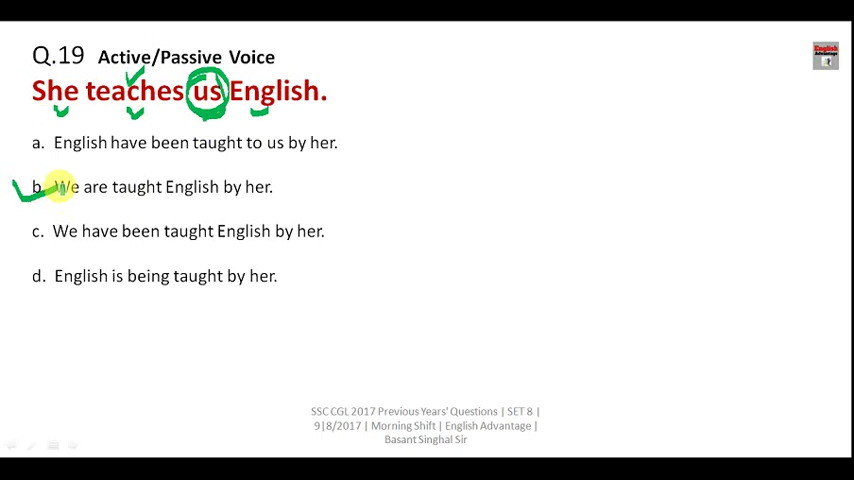 Q.19 Active/Passive Voice
English
Advantage
She teaches us English.
a. English have been taught to us by her.
b. We are taught English by her.
c. We have been taught English by her.
d. English is being taught by her.
SSC CGL 2017 Previous Years' Questions | SET 8 |
9|8/2017 | Morning Shift | English Advantage |
Basant Singhal Sir